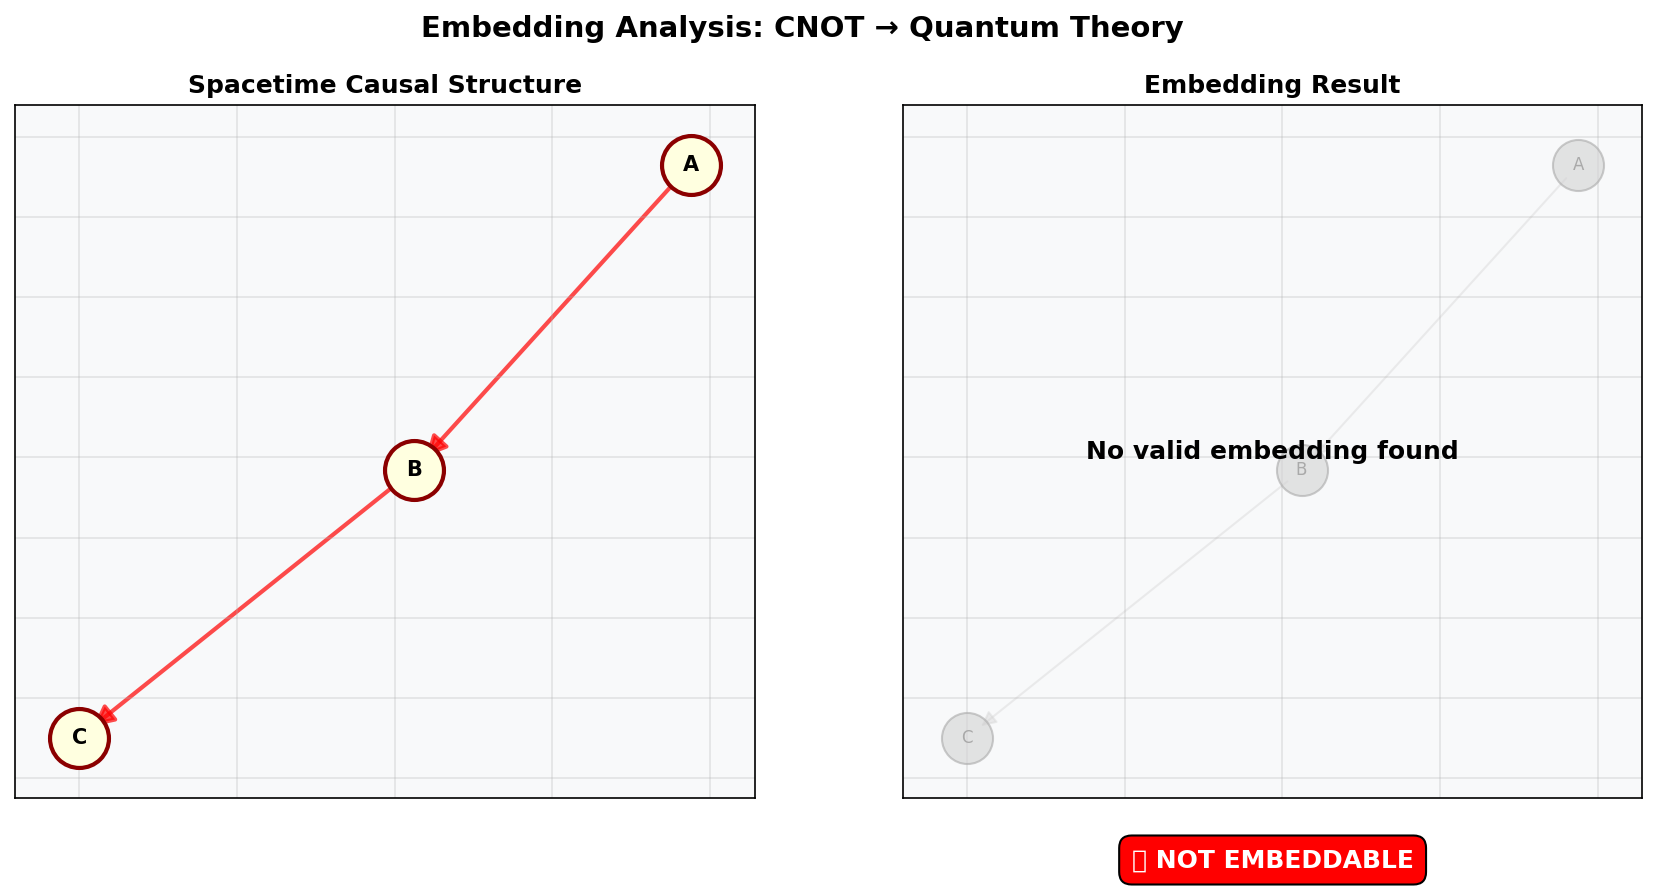 Embedding Analysis: CNOT → Quantum Theory
Spacetime Causal Structure
Embedding Result
A
B
C
A
No valid embedding found
B
C
NOT EMBEDDABLE